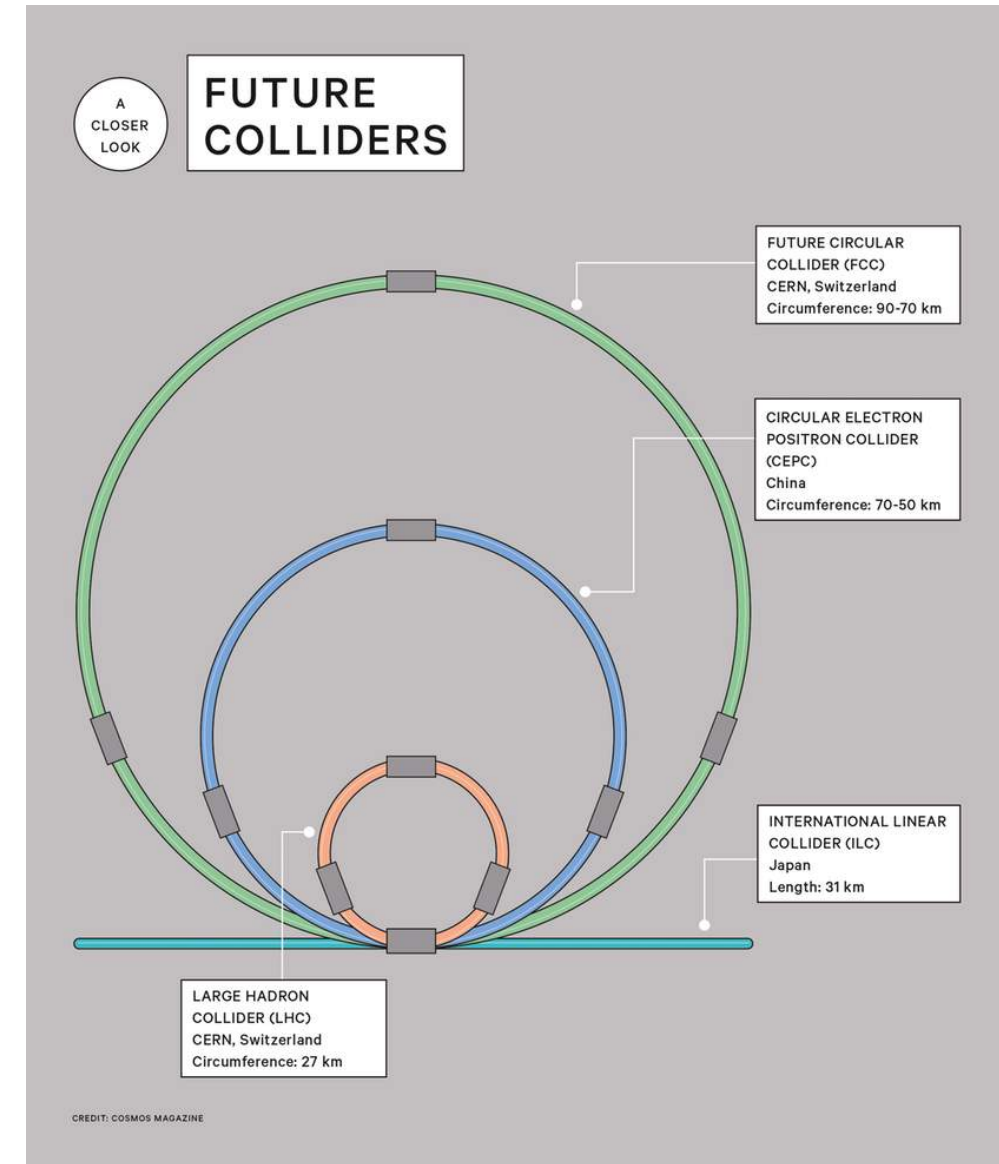 A
CLOSER
LOOK
FUTURE
COLLIDERS
FUTURE CIRCULAR
COLLIDER (FCC)
CERN, Switzerland
Circumference: 90-70 km
CIRCULAR ELECTRON
POSITRON COLLIDER
(CEPC)
China
Circumference: 70-50 km
INTERNATIONAL LINEAR
COLLIDER (ILC)
Japan
Length: 31 km
LARGE HADRON
COLLIDER (LHC)
CERN, Switzerland
Circumference: 27 km
CREDIT: COSMOS MAGAZINE